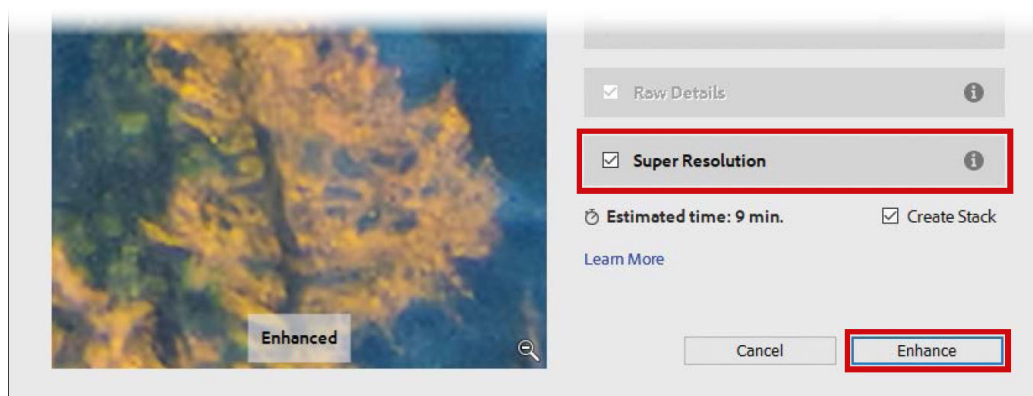 Raw Details
Super Resolution
Estimated time: 9 min.
Create Stack
Learn More
Enhanced
Cancel
Enhance